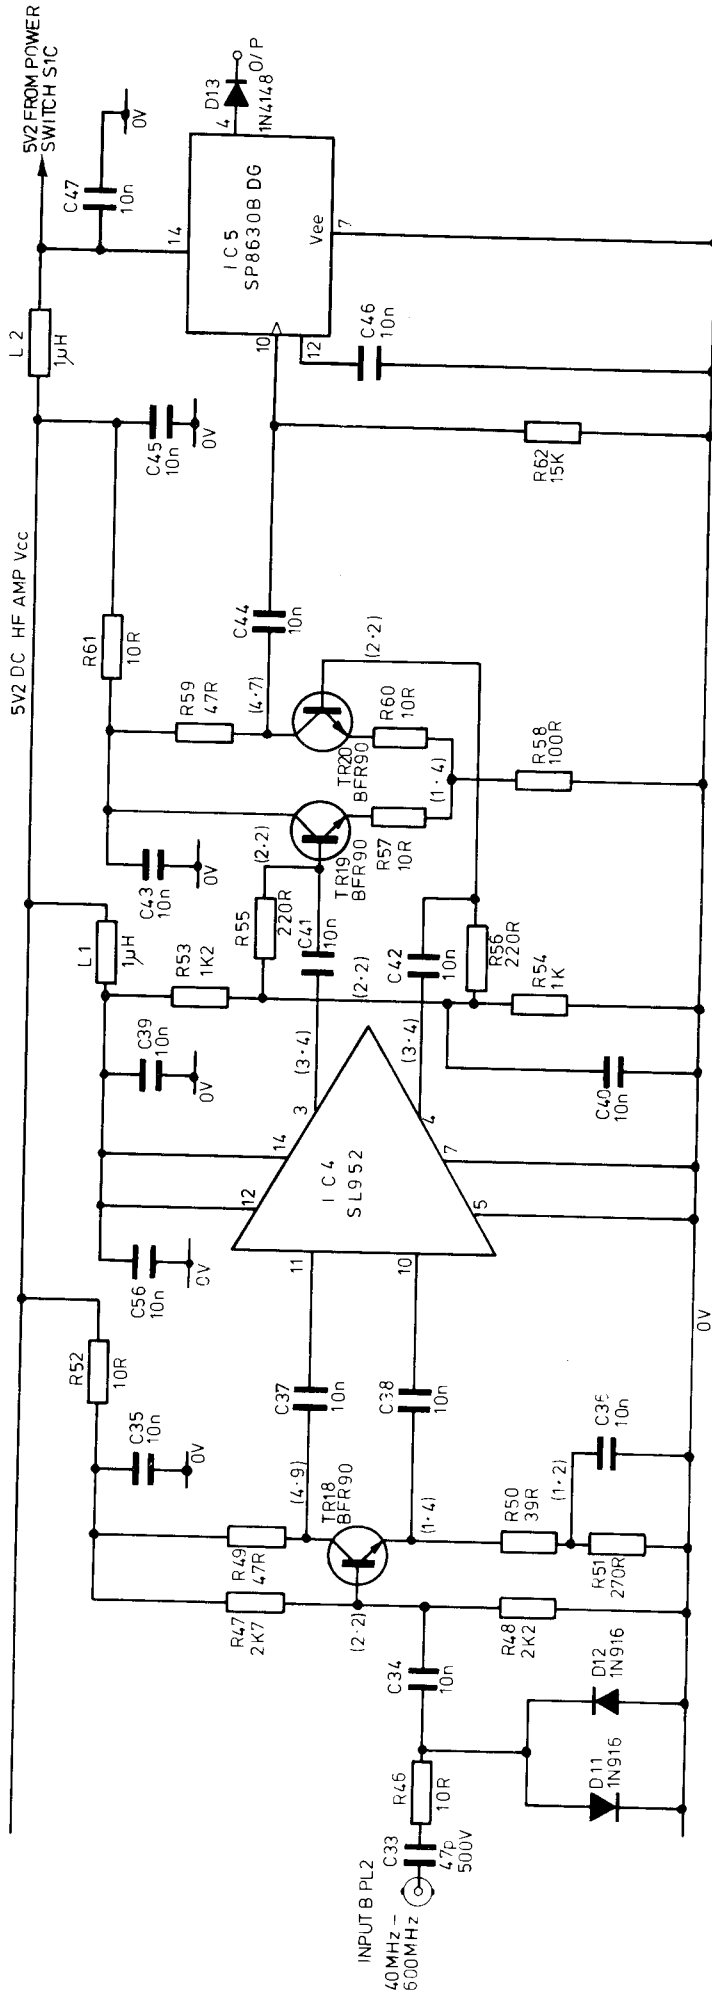 INPUT B PL2
40MHz –
600MHz
C33
47p
500V
R46
10R
D11
1N916
D12
1N916
C34
10n
R47
2K7
(2·2)
R48
2K2
R49
47R
(4·9)
TR18
BFR90
(1·4)
R50
39R
(1·2)
R51
270R
C36
10n
C35
10n
0V
R52
10R
C37
10n
C38
10n
11
10
IC4
SL952
12
14
3
4
5
7
0V
C56
10n
0V
C39
10n
0V
L1
1µH
R53
1K2
(3·4)
(3·4)
C41
10n
(2·2)
C42
10n
C40
10n
R54
1K
R55
220R
R56
220R
(2·2)
C43
10n
0V
TR19
BFR90
R57
10R
(1·4)
TR20
BFR90
R60
10R
R58
100R
R59
47R
(4·7)
(2·2)
R61
10R
5V2 DC HF AMP Vcc
C44
10n
C45
10n
0V
R62
15K
L2
1µH
C46
10n
10
12
14
IC5
SP8630B DG
Vee
7
4
C47
10n
0V
5V2 FROM POWER
SWITCH S1C
D13
1N4148
O/P